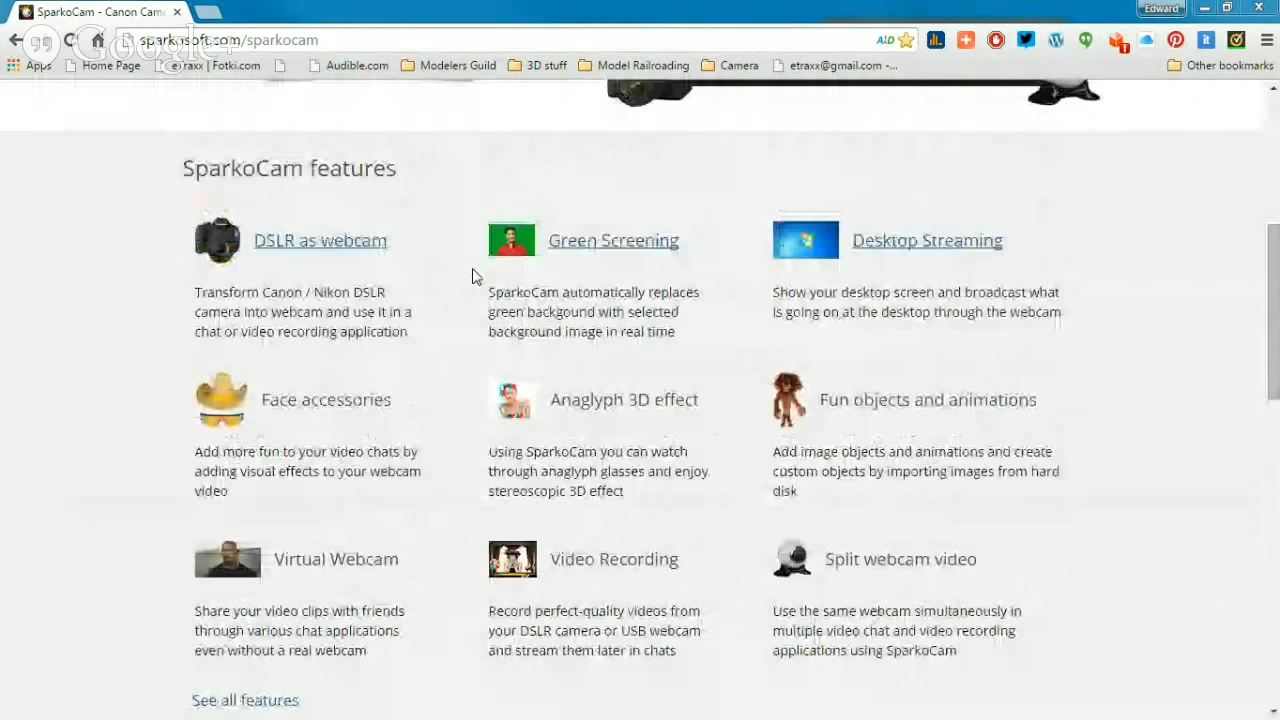 SparkoCam - Canon Cam
Edward
Google+
sparkosoft.com/sparkocam
Apps
Home Page
etraxx | Fotki.com
Audible.com
Modelers Guild
3D stuff
Model Railroading
Camera
etraxx@gmail.com -...
Other bookmarks
SparkoCam features
DSLR as webcam
Green Screening
Desktop Streaming
Transform Canon / Nikon DSLR
camera into webcam and use it in a
chat or video recording application
SparkoCam automatically replaces
green backgound with selected
background image in real time
Show your desktop screen and broadcast what
is going on at the desktop through the webcam
Face accessories
Anaglyph 3D effect
Fun objects and animations
Add more fun to your video chats by
adding visual effects to your webcam
video
Using SparkoCam you can watch
through anaglyph glasses and enjoy
stereoscopic 3D effect
Add image objects and animations and create
custom objects by importing images from hard
disk
Virtual Webcam
Video Recording
Split webcam video
Share your video clips with friends
through various chat applications
even without a real webcam
Record perfect-quality videos from
your DSLR camera or USB webcam
and stream them later in chats
Use the same webcam simultaneously in
multiple video chat and video recording
applications using SparkoCam
See all features